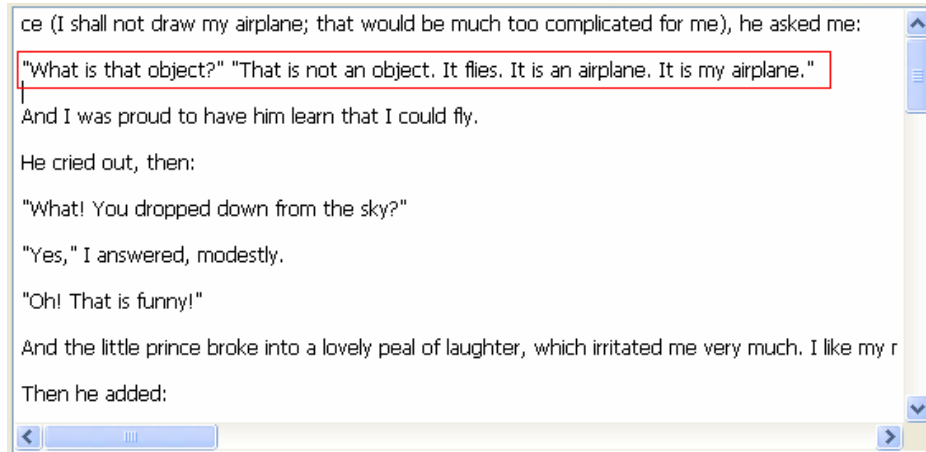 ce (I shall not draw my airplane; that would be much too complicated for me), he asked me:
"What is that object?" "That is not an object. It flies. It is an airplane. It is my airplane."
And I was proud to have him learn that I could fly.
He cried out, then:
"What! You dropped down from the sky?"
"Yes," I answered, modestly.
"Oh! That is funny!"
And the little prince broke into a lovely peal of laughter, which irritated me very much. I like my r
Then he added: